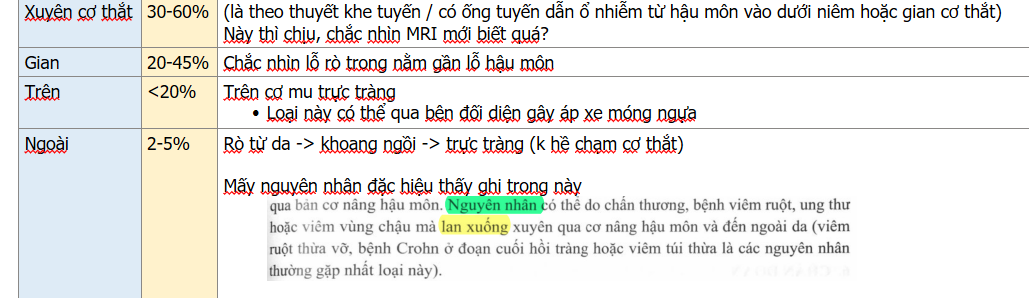 Xuyên cơ thắt 30-60% (là theo thuyết khe tuyến / có ống tuyến dẫn ổ nhiễm từ hậu môn vào dưới niêm hoặc gian cơ thắt)
Này thì chịu, chắc nhìn MRI mới biết quá?
Gian 20-45% Chắc nhìn lỗ rò trong nằm gần lỗ hậu môn
Trên <20% Trên cơ mu trực tràng
• Loại này có thể qua bên đối diện gây áp xe móng ngựa
Ngoài 2-5% Rò từ da -> khoang ngồi -> trực tràng (k hề chạm cơ thắt)
Mấy nguyên nhân đặc hiệu thấy ghi trong này
qua bản cơ nâng hậu môn. Nguyên nhân có thể do chấn thương, bệnh viêm ruột, ung thư
hoặc viêm vùng chậu mà lan xuống xuyên qua cơ nâng hậu môn và đến ngoài da (viêm
ruột thừa vỡ, bệnh Crohn ở đoạn cuối hồi tràng hoặc viêm túi thừa là các nguyên nhân
thường gặp nhất loại này).